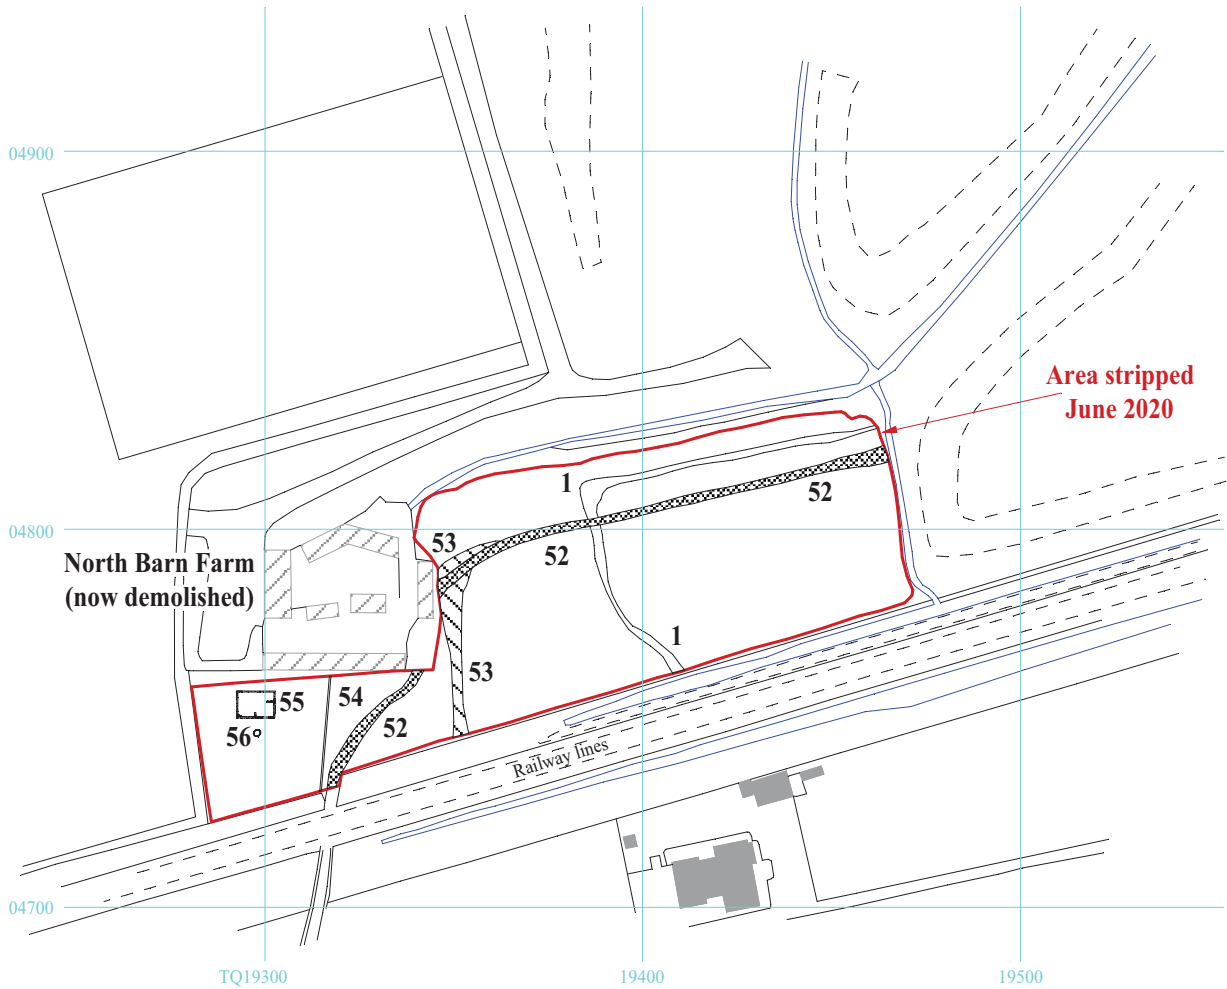 04900
Area stripped
June 2020
1
52
04800
53
52
North Barn Farm
(now demolished)
1
53
54
55
52
56
Railway lines
04700
TQ19300
19400
19500